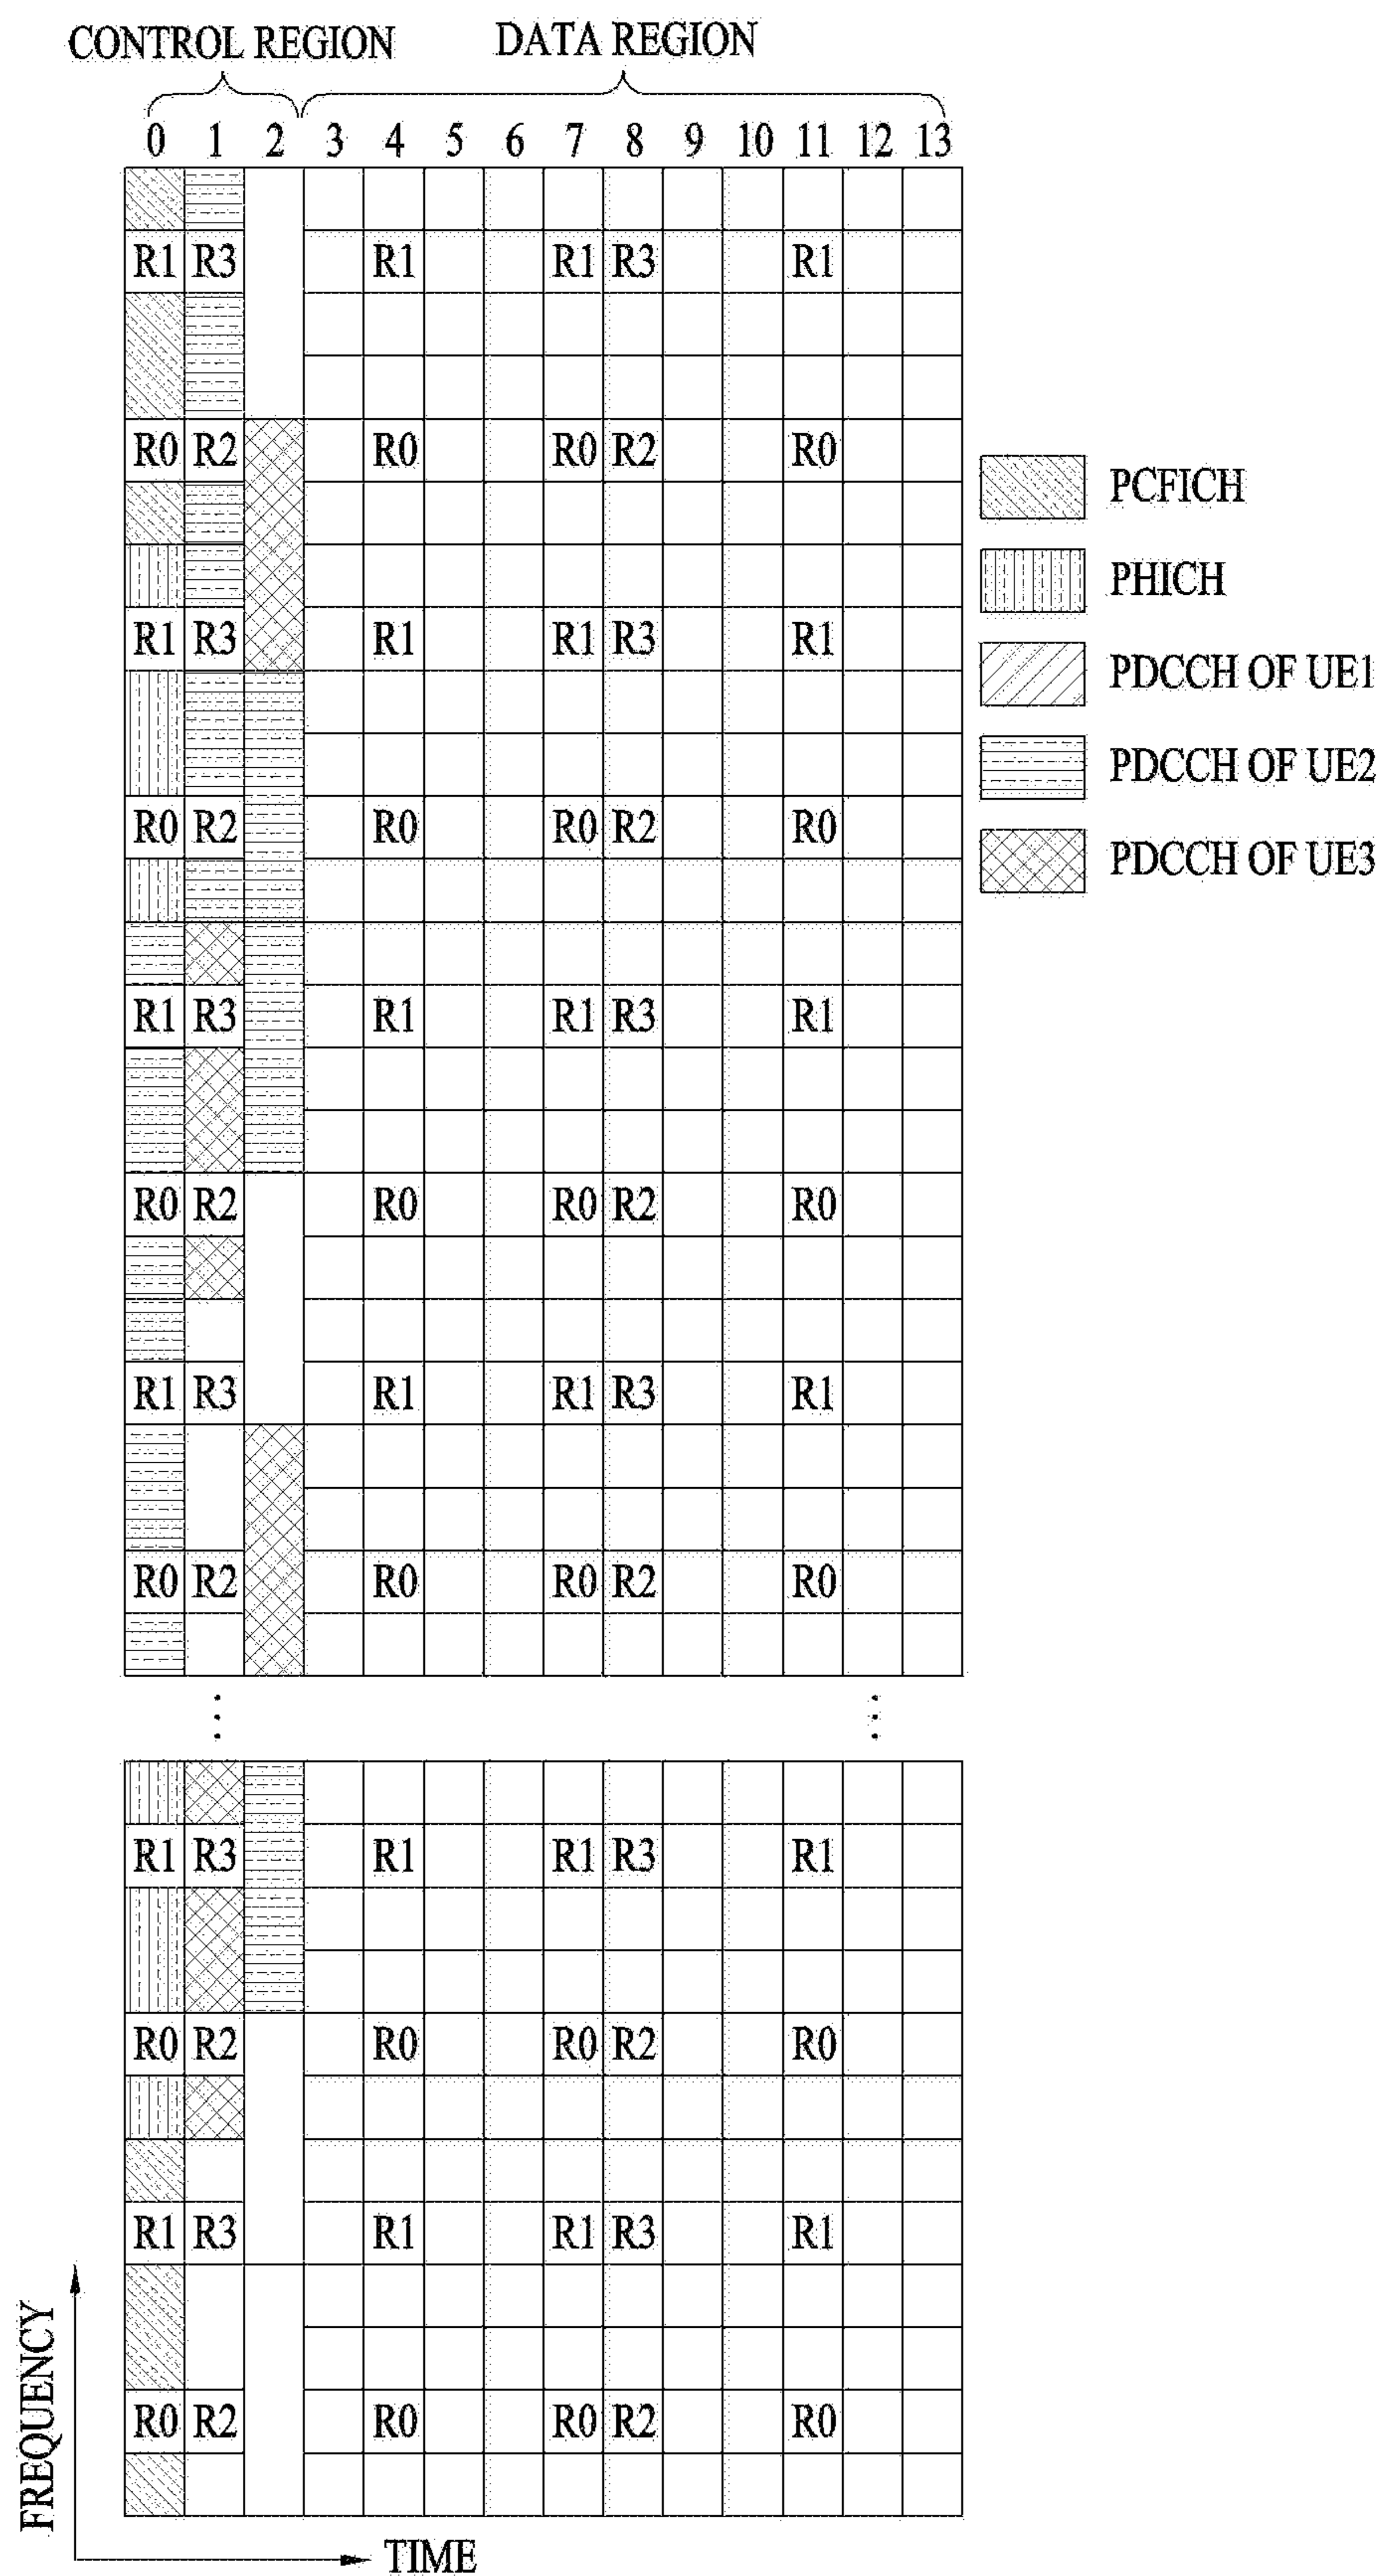 CONTROL REGION DATA REGION
0 1 2 3 4 5 6 7 8 9 10 11 12 13
R1 R3 R1 R1 R3 R1
R0 R2 R0 R0 R2 R0
PCFICH
PHICH
R1 R3 R1 R1 R3 R1
PDCCH OF UE1
PDCCH OF UE2
R0 R2 R0 R0 R2 R0
PDCCH OF UE3
R1 R3 R1 R1 R3 R1
R0 R2 R0 R0 R2 R0
R1 R3 R1 R1 R3 R1
R0 R2 R0 R0 R2 R0
R1 R3 R1 R1 R3 R1
R0 R2 R0 R0 R2 R0
R1 R3 R1 R1 R3 R1
R0 R2 R0 R0 R2 R0
FREQUENCY
TIME